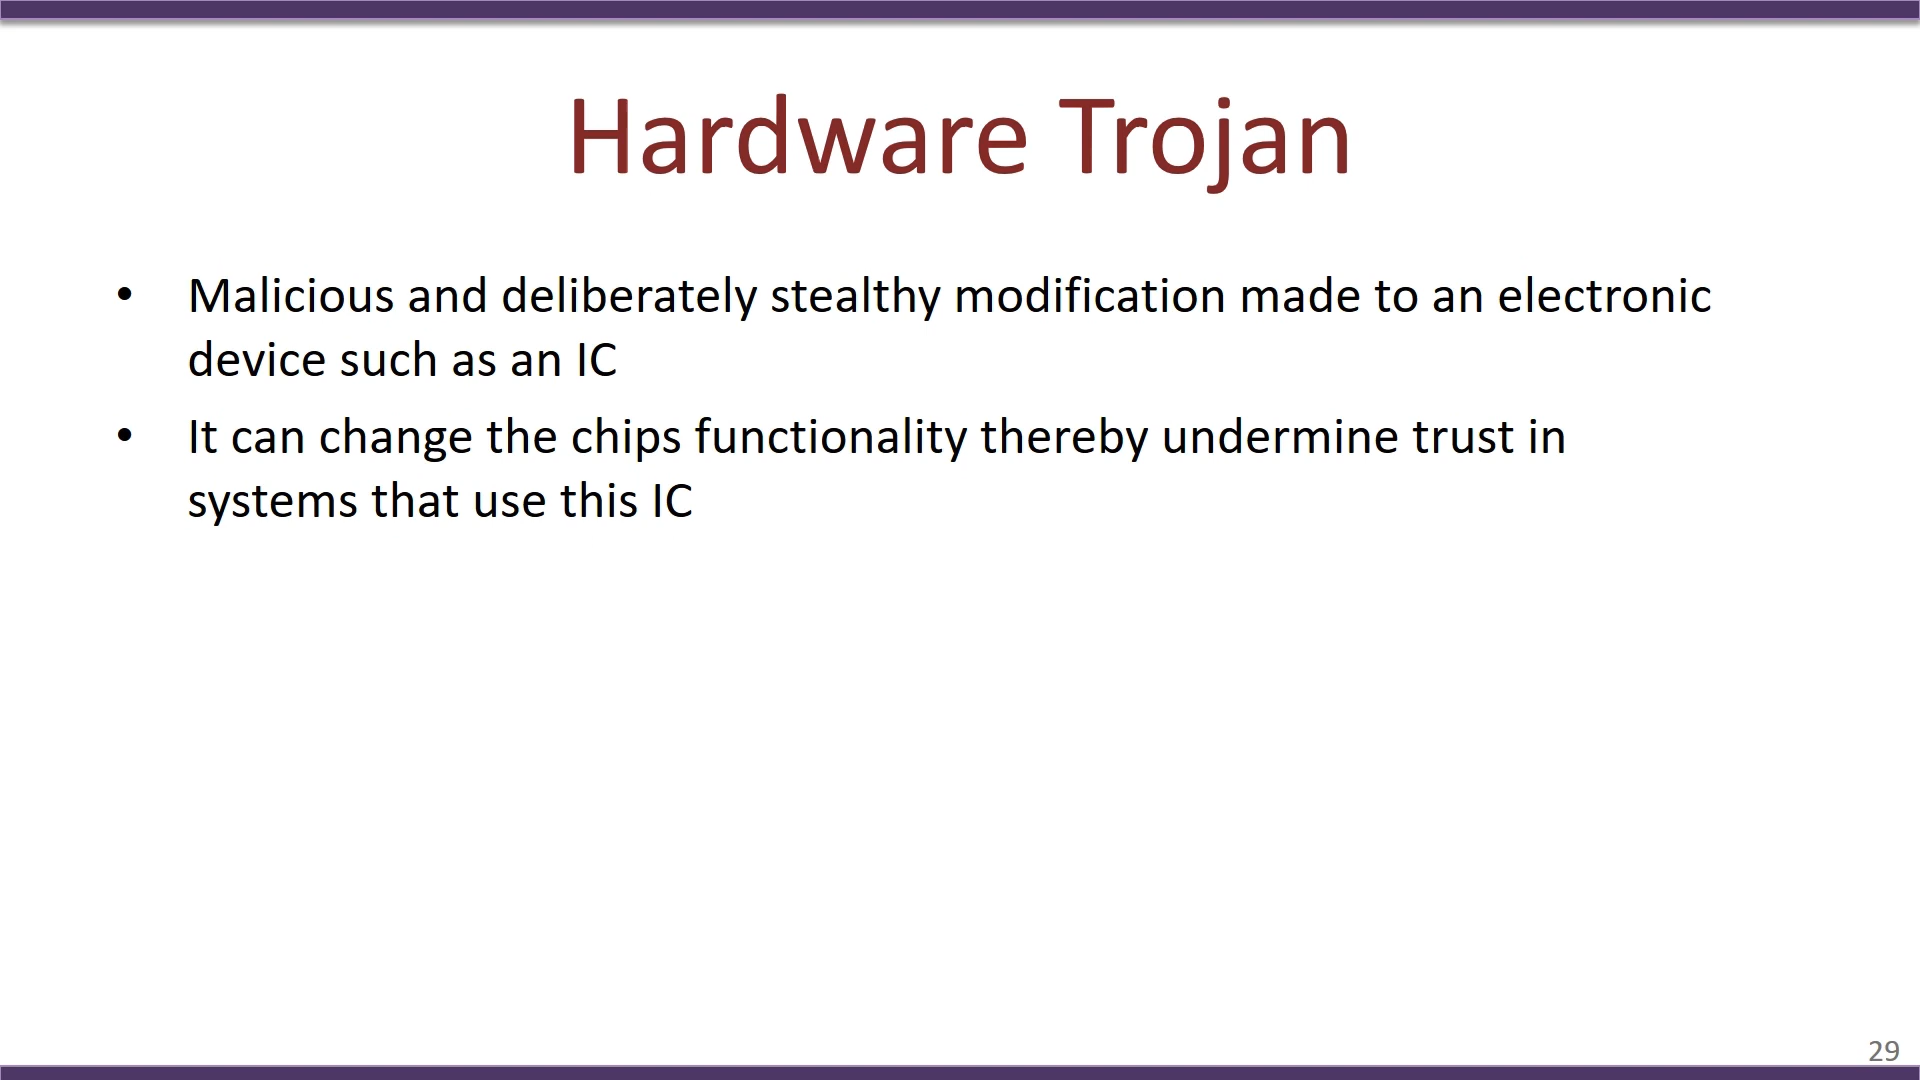 Hardware Trojan
• Malicious and deliberately stealthy modification made to an electronic
device such as an IC
• It can change the chips functionality thereby undermine trust in
systems that use this IC
29